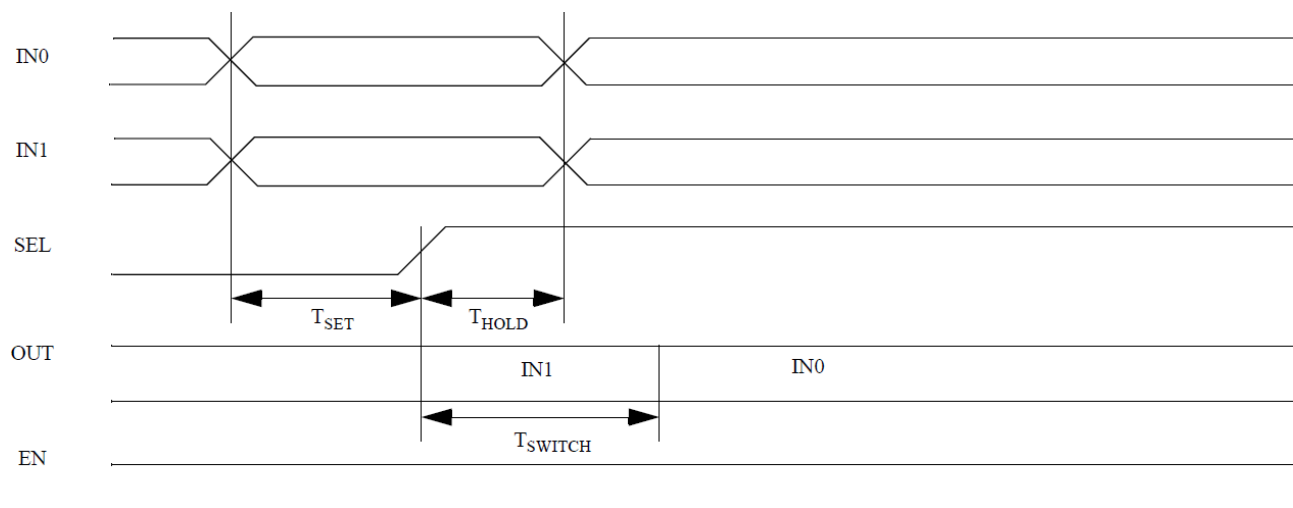 IN0
IN1
SEL
TSET THOLD
OUT
IN1 IN0
TSWITCH
EN